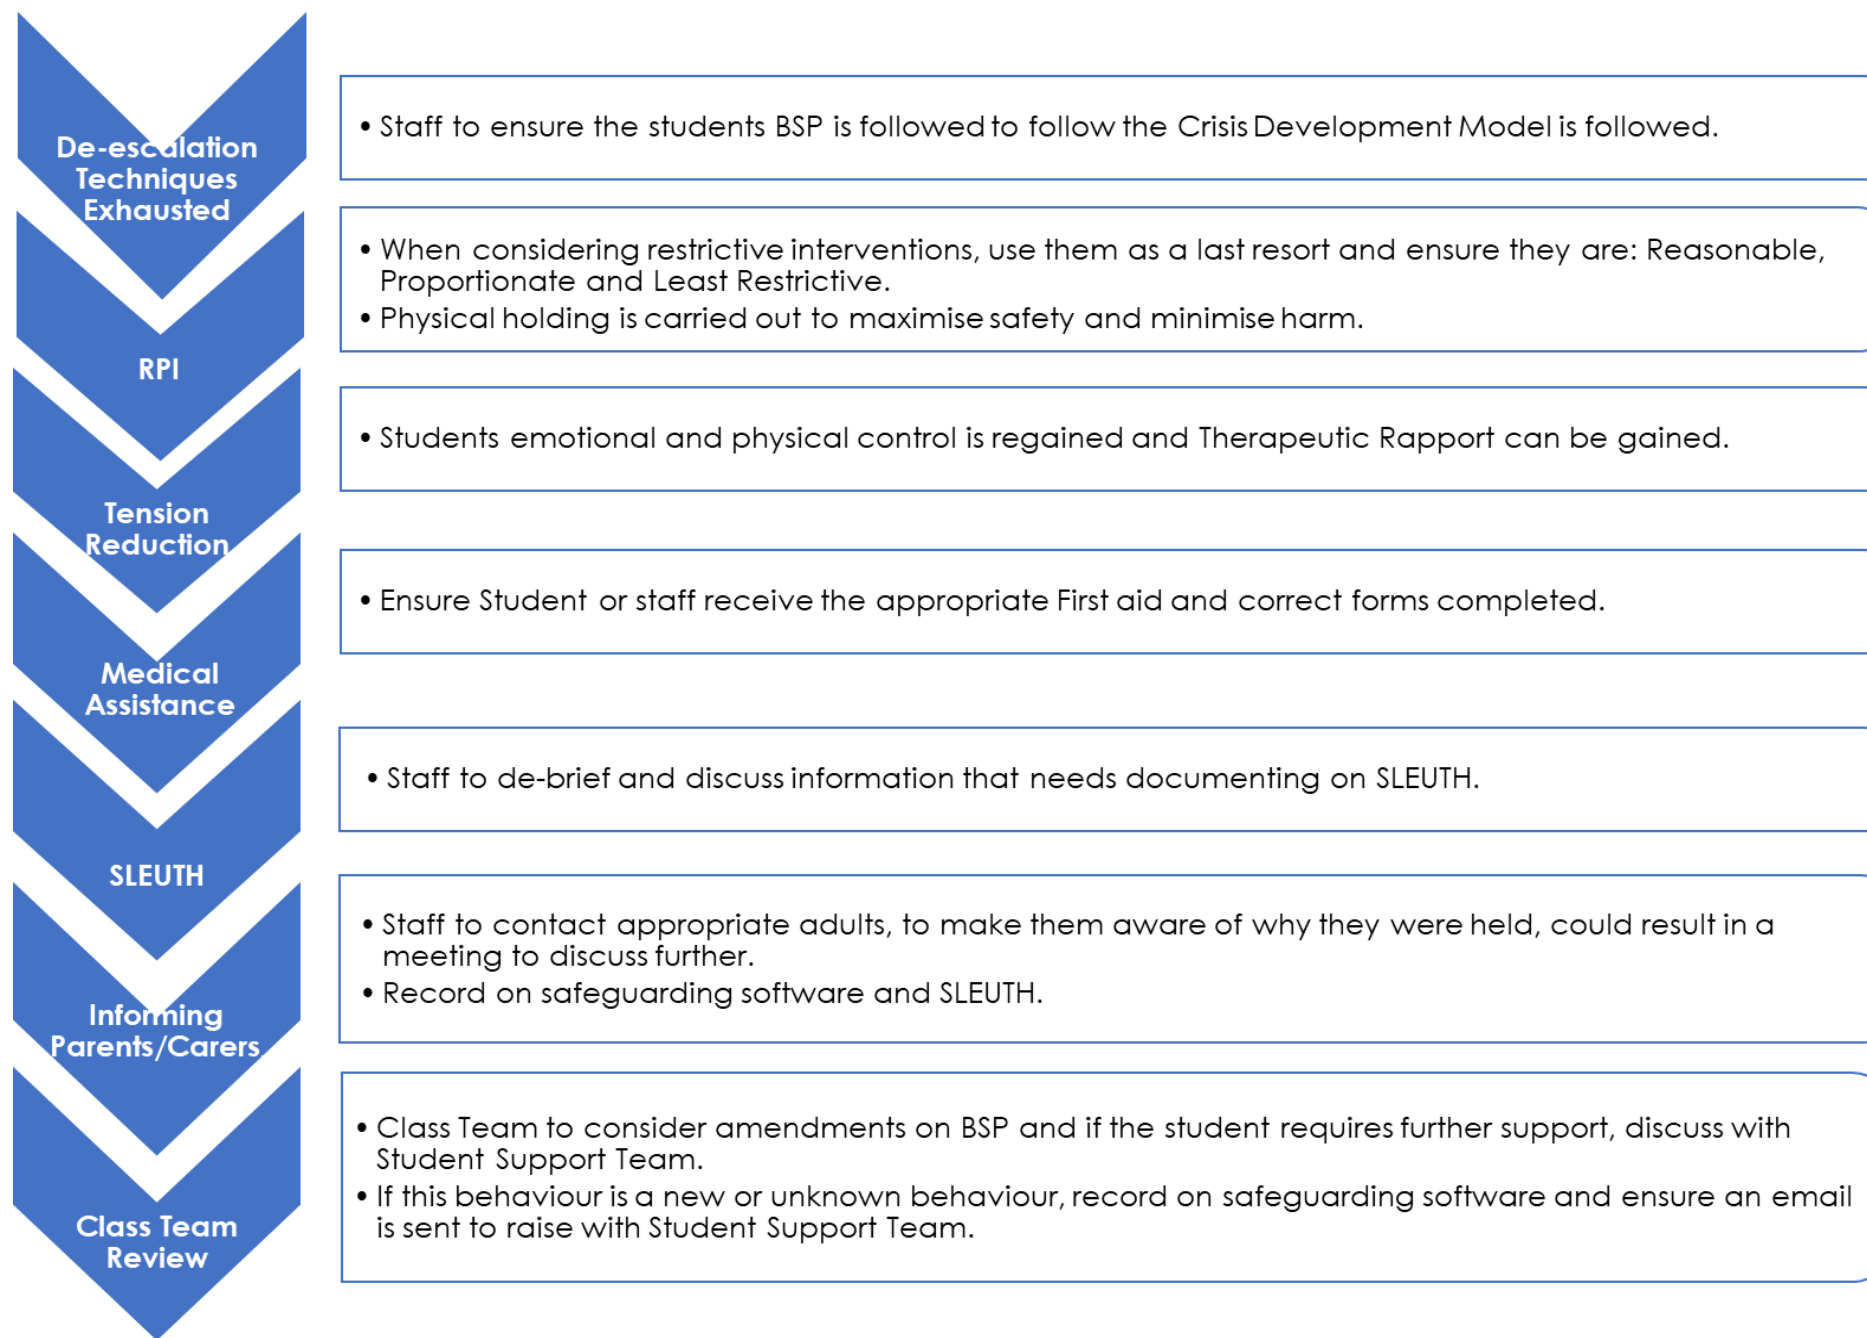 De-escalation
Techniques
Exhausted
• Staff to ensure the students BSP is followed to follow the Crisis Development Model is followed.
RPI
• When considering restrictive interventions, use them as a last resort and ensure they are: Reasonable,
Proportionate and Least Restrictive.
• Physical holding is carried out to maximise safety and minimise harm.
Tension
Reduction
• Students emotional and physical control is regained and Therapeutic Rapport can be gained.
Medical
Assistance
• Ensure Student or staff receive the appropriate First aid and correct forms completed.
SLEUTH
• Staff to de-brief and discuss information that needs documenting on SLEUTH.
Informing
Parents/Carers
• Staff to contact appropriate adults, to make them aware of why they were held, could result in a
meeting to discuss further.
• Record on safeguarding software and SLEUTH.
Class Team
Review
• Class Team to consider amendments on BSP and if the student requires further support, discuss with
Student Support Team.
• If this behaviour is a new or unknown behaviour, record on safeguarding software and ensure an email
is sent to raise with Student Support Team.